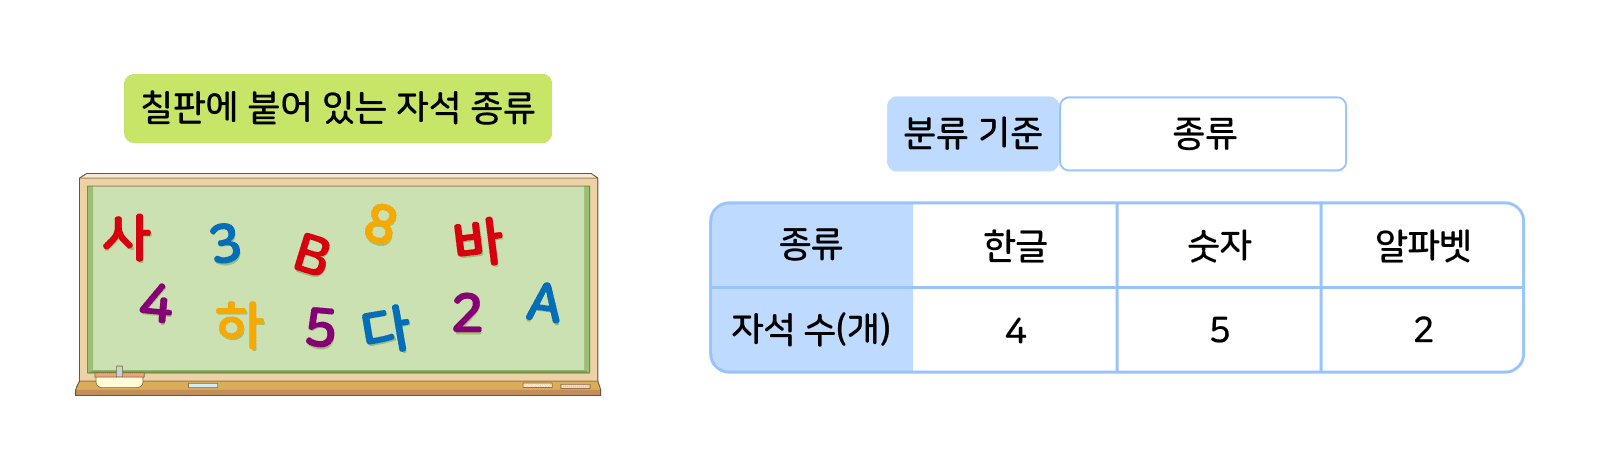 칠판에 붙어 있는 자석 종류
사 3 B 8 바
4 하 5 다 2 A
분류 기준 종류
종류 한글 숫자 알파벳
자석 수(개) 4 5 2